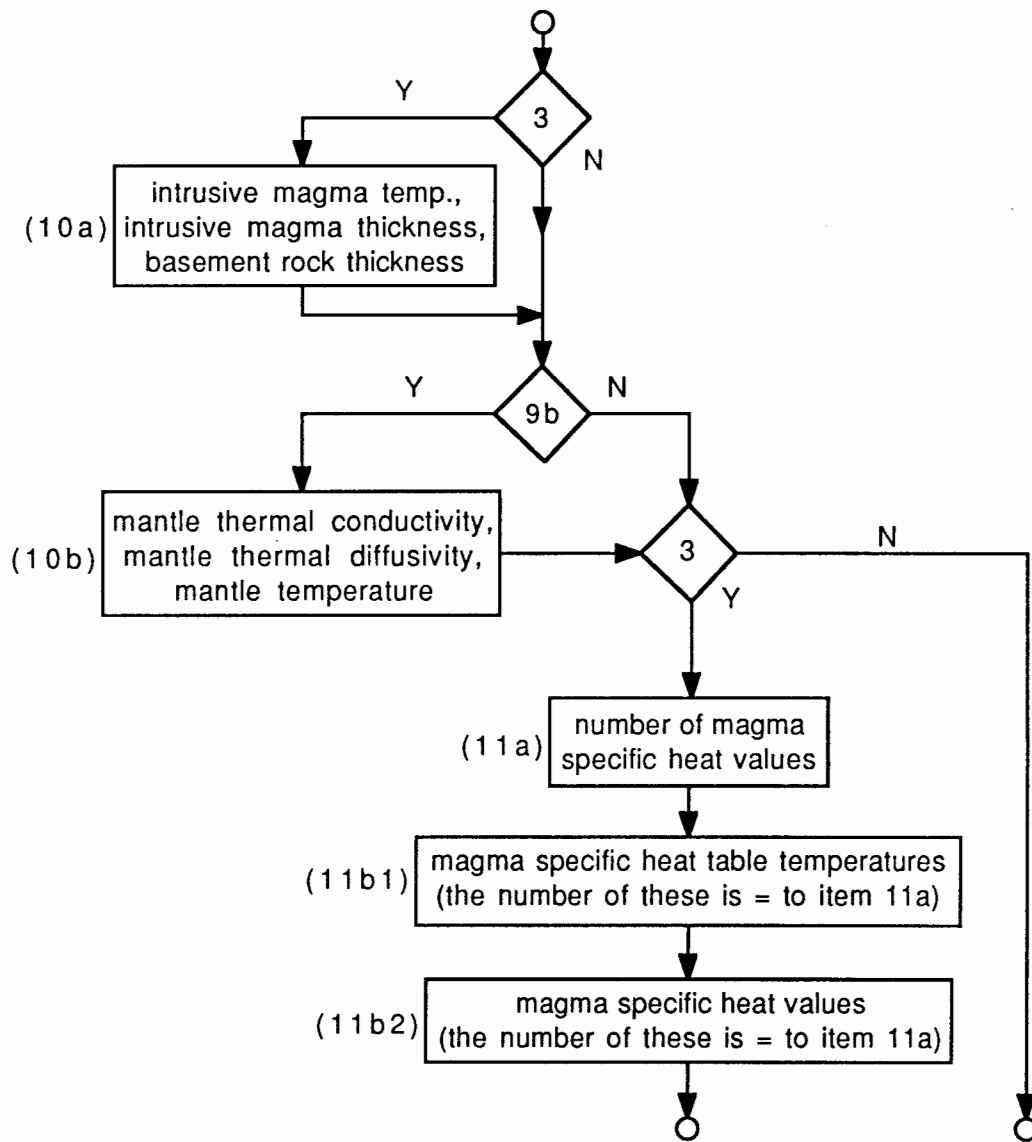 3
Y
N
(10a)
intrusive magma temp.,
intrusive magma thickness,
basement rock thickness
9b
Y
N
(10b)
mantle thermal conductivity,
mantle thermal diffusivity,
mantle temperature
3
N
Y
(11a)
number of magma
specific heat values
(11b1)
magma specific heat table temperatures
(the number of these is = to item 11a)
(11b2)
magma specific heat values
(the number of these is = to item 11a)